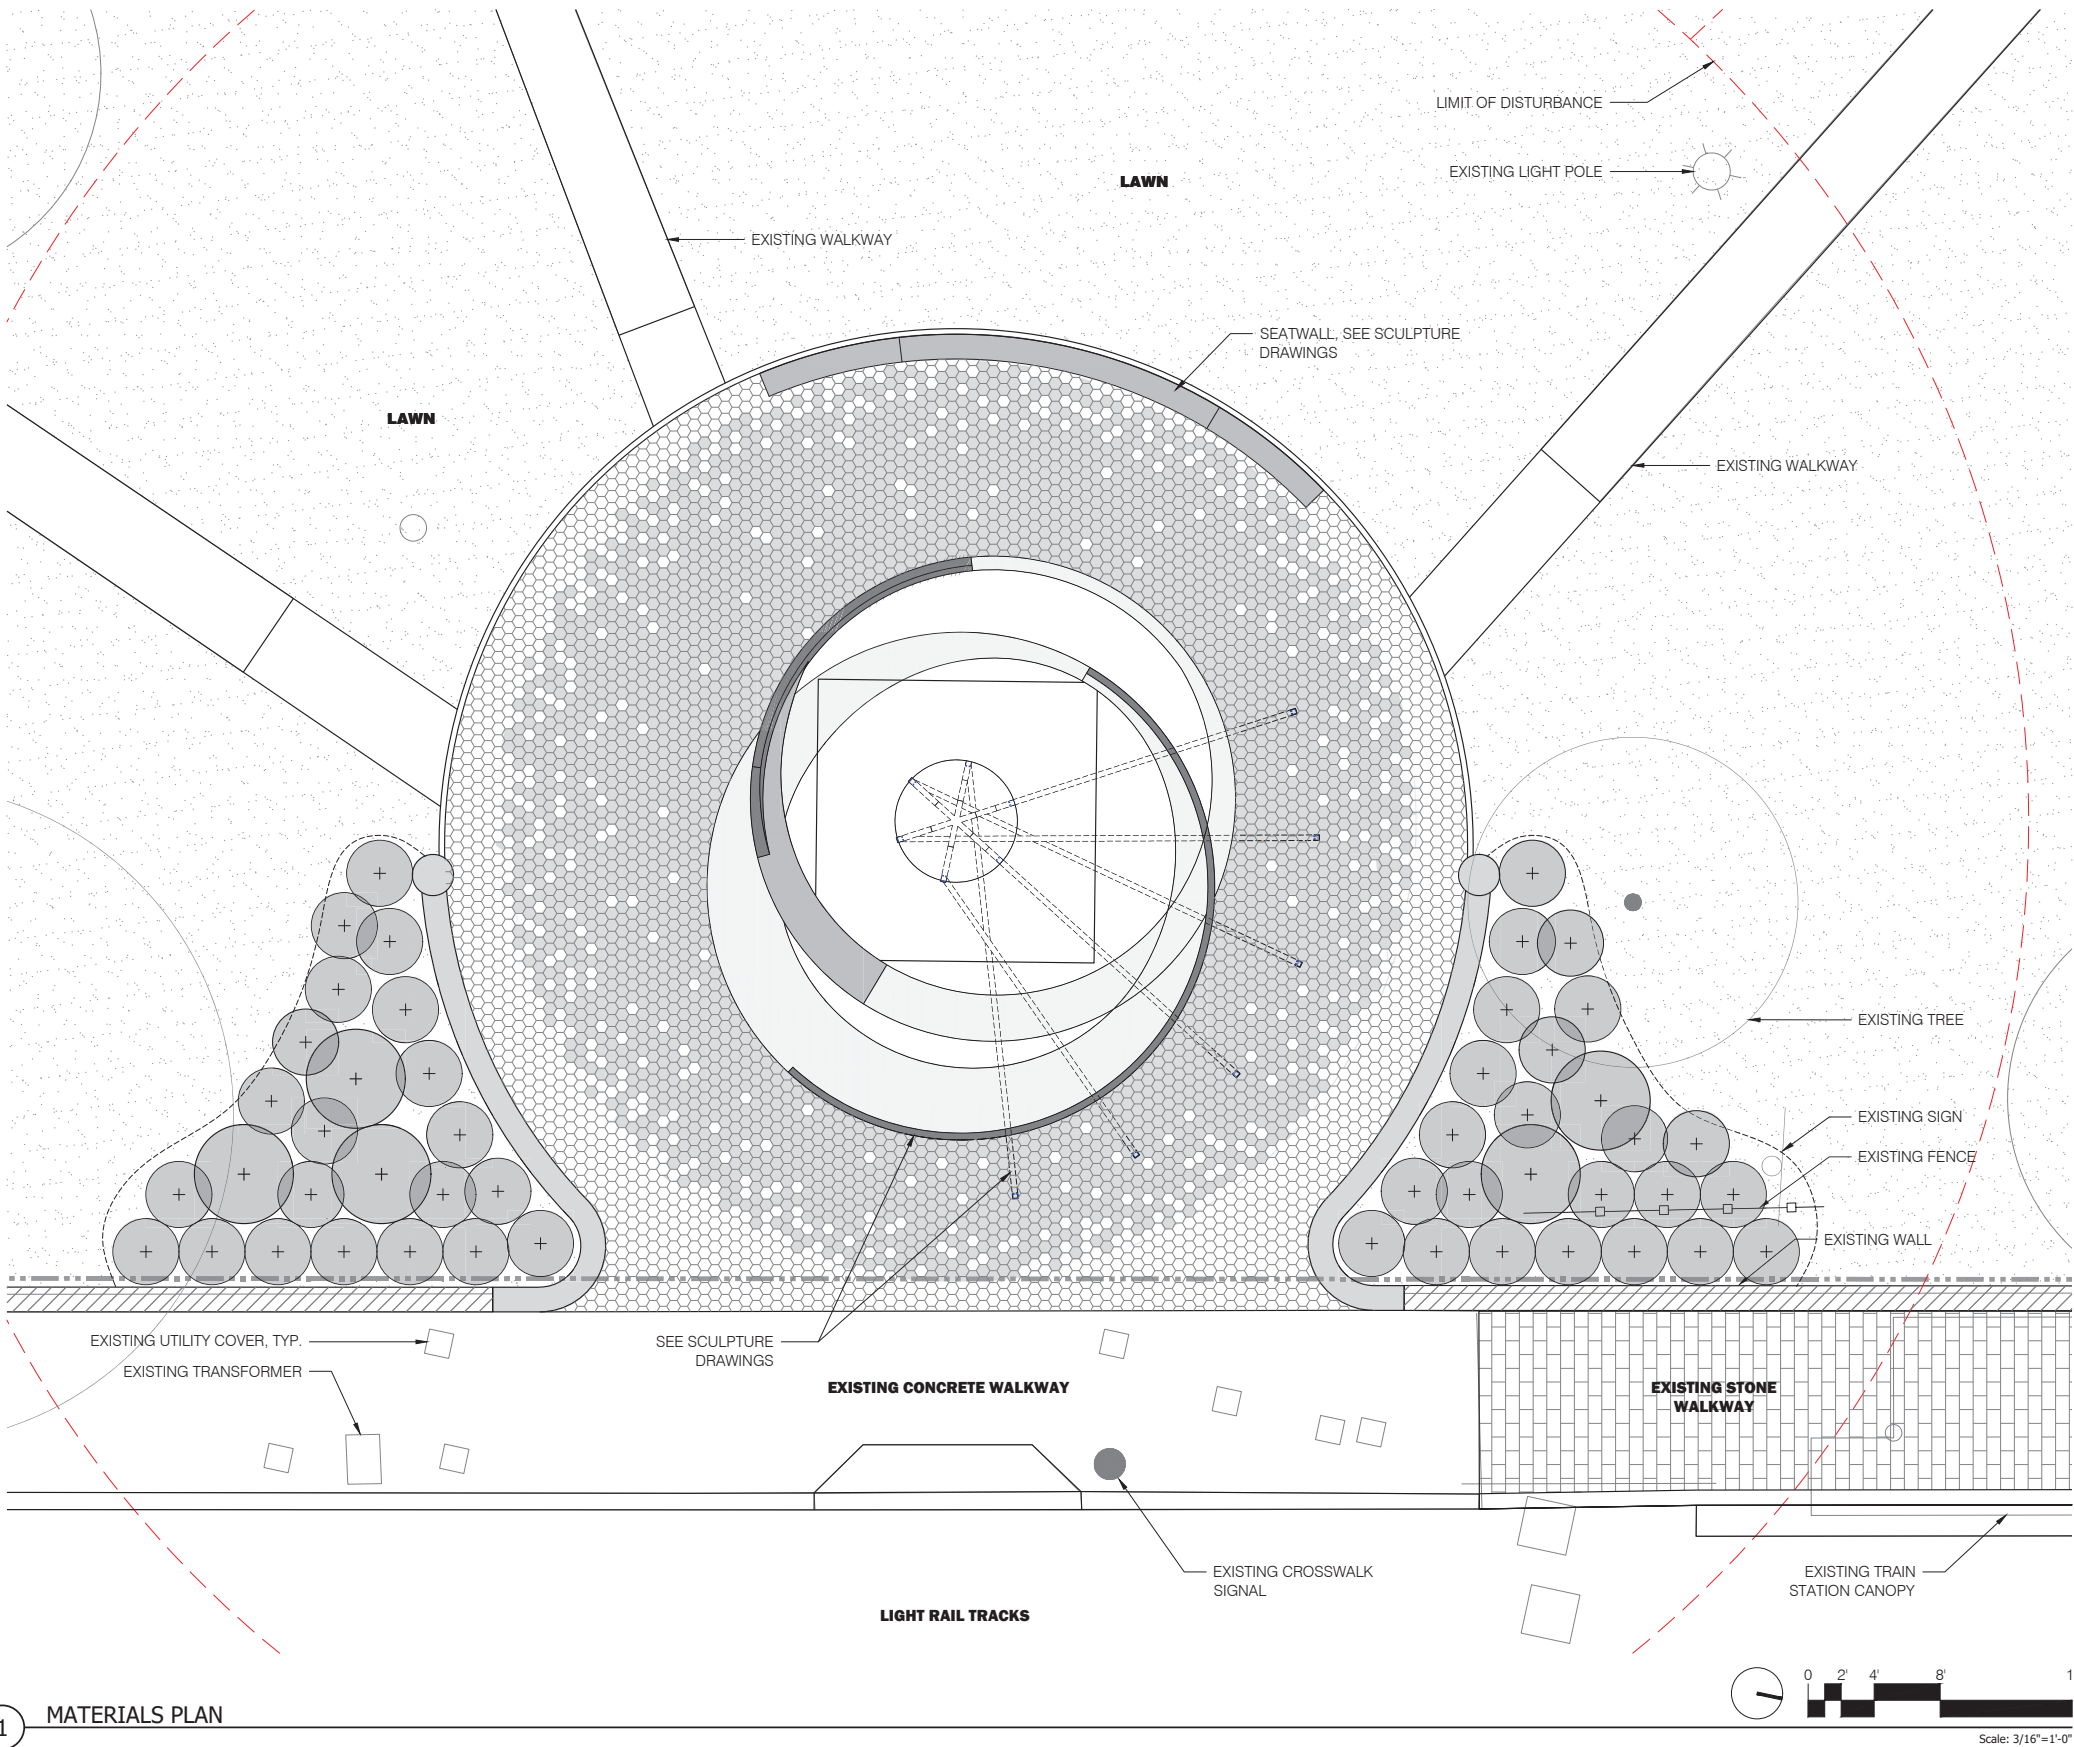 LIMIT OF DISTURBANCE
EXISTING LIGHT POLE
LAWN
EXISTING WALKWAY
SEATWALL, SEE SCULPTURE
DRAWINGS
LAWN
EXISTING WALKWAY
EXISTING TREE
EXISTING SIGN
EXISTING FENCE
EXISTING WALL
EXISTING UTILITY COVER, TYP.
EXISTING TRANSFORMER
SEE SCULPTURE
DRAWINGS
EXISTING CONCRETE WALKWAY
EXISTING STONE
WALKWAY
EXISTING CROSSWALK
SIGNAL
EXISTING TRAIN
STATION CANOPY
LIGHT RAIL TRACKS
0 2' 4' 8' 1
1 MATERIALS PLAN
Scale: 3/16"=1'-0"